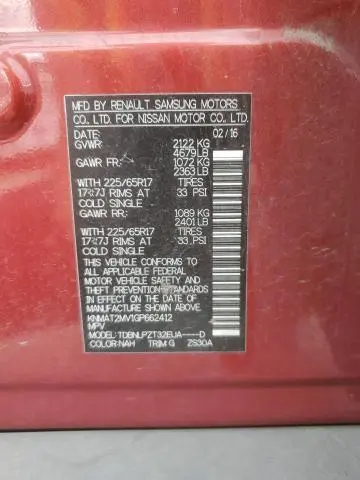 MFD BY RENAULT SAMSUNG MOTORS
CO. LTD. FOR NISSAN MOTOR CO., LTD.
DATE: 02/16
GVWR: 2122 KG
4679 LB
GAWR FR: 1072 KG
2363 LB
WITH 225/65R17 TIRES
17X7J RIMS AT 33 PSI
COLD SINGLE
GAWR RR: 1089 KG
2401 LB
WITH 225/65R17 TIRES
17X7J RIMS AT 33 PSI
COLD SINGLE
THIS VEHICLE CONFORMS TO
ALL APPLICABLE FEDERAL
MOTOR VEHICLE SAFETY AND
THEFT PREVENTION STANDARDS
IN EFFECT ON THE DATE OF
MANUFACTURE SHOWN ABOVE.
KNMAT2MV1GP662412
MPV
MODEL: TDBNLPZT32EUA----D
COLOR: NAH TRIM: G ZS30A